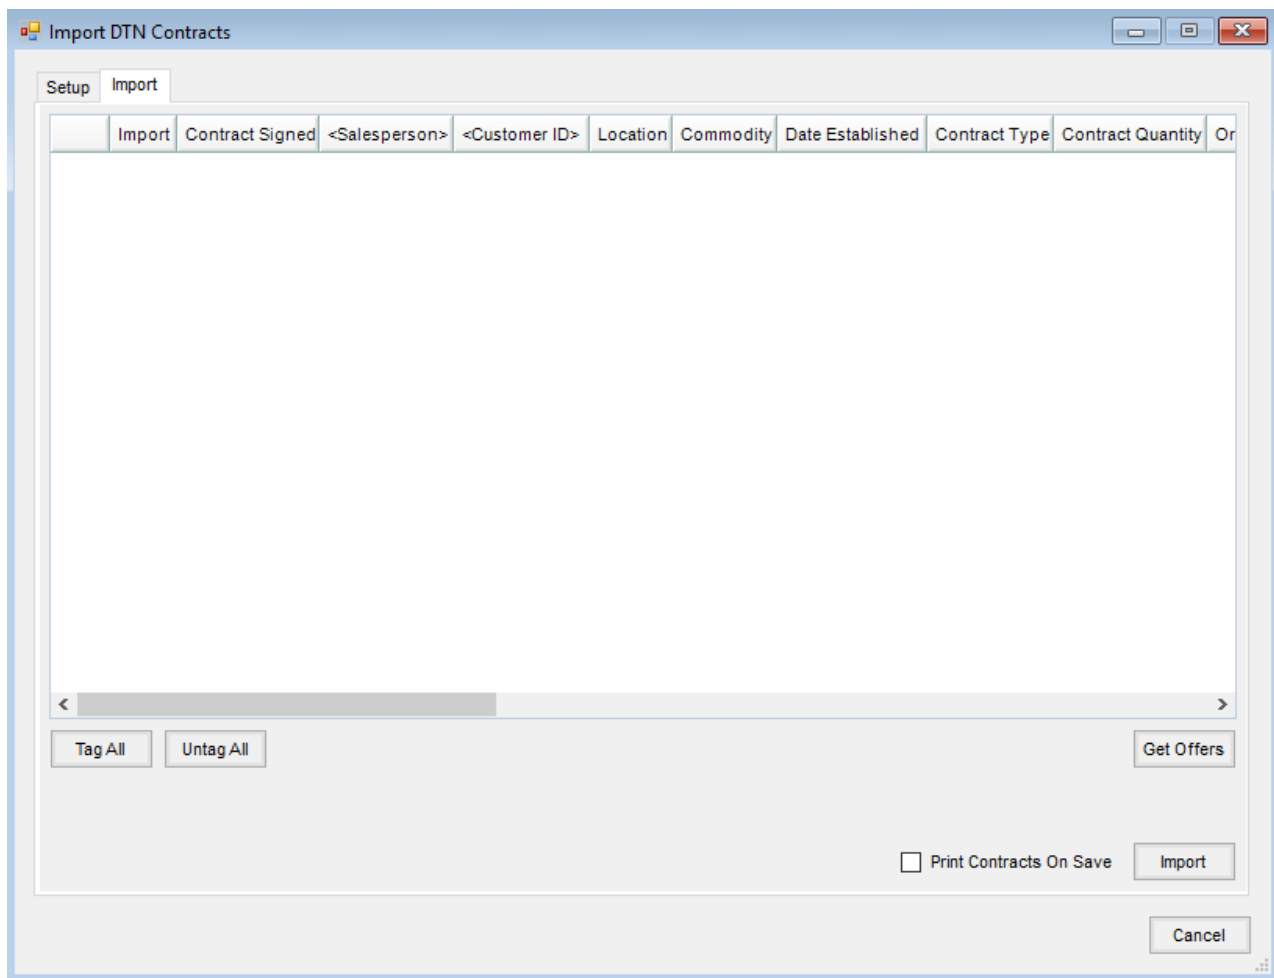 Import DTN Contracts
Setup Import
Import Contract Signed <Salesperson> <Customer ID> Location Commodity Date Established Contract Type Contract Quantity Or
Tag All Untag All Get Offers
Print Contracts On Save Import
Cancel